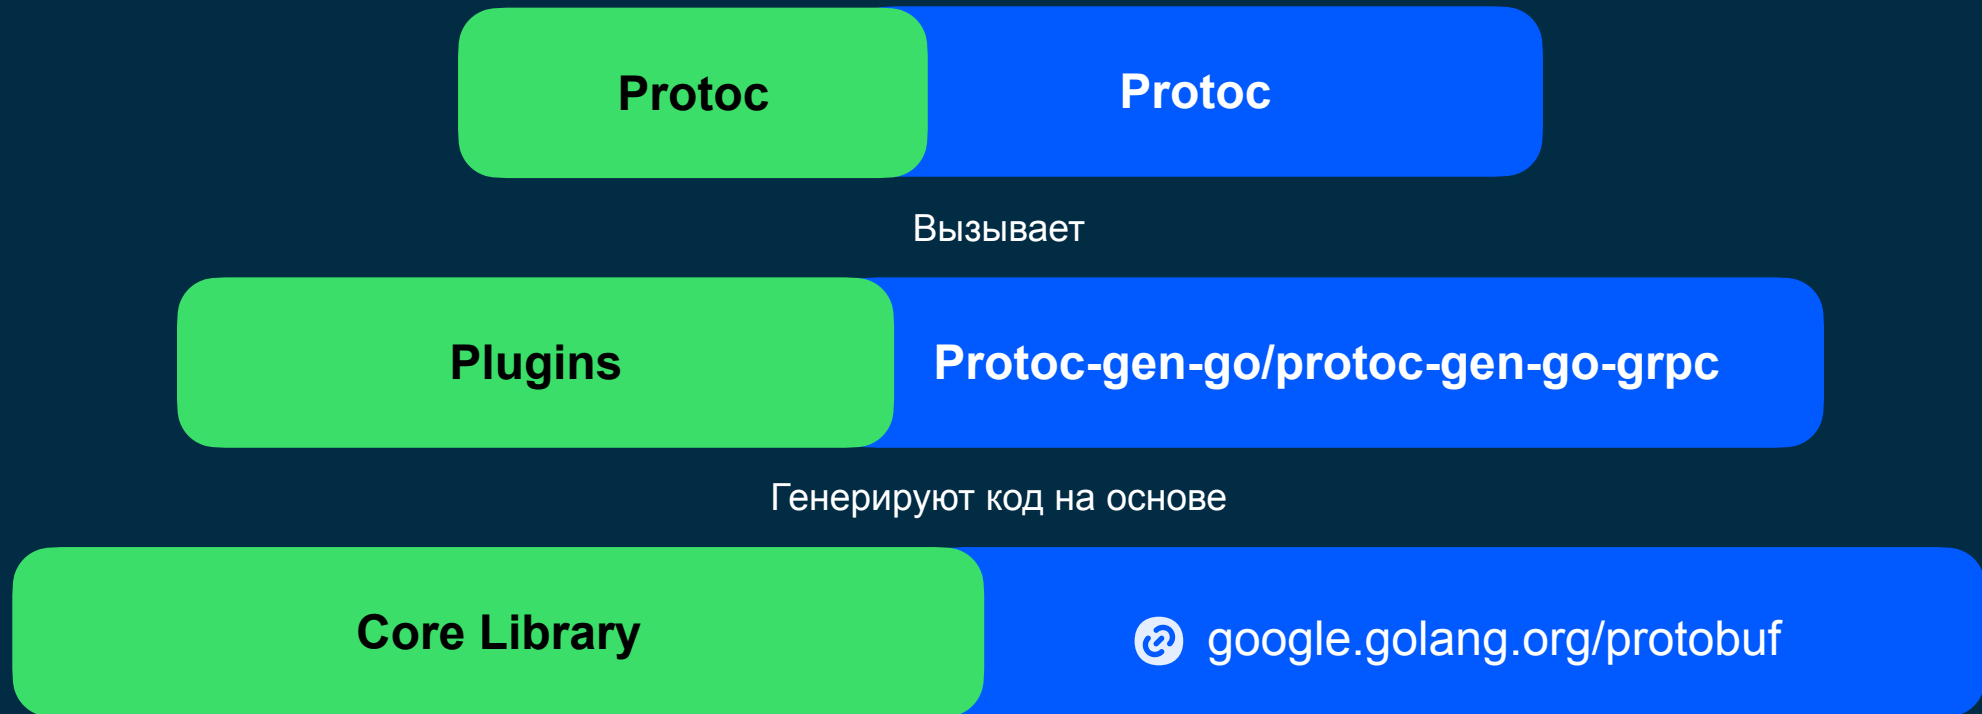 Protoc
Protoc
Вызывает
Plugins
Protoc-gen-go/protoc-gen-go-grpc
Генерируют код на основе
Core Library
google.golang.org/protobuf